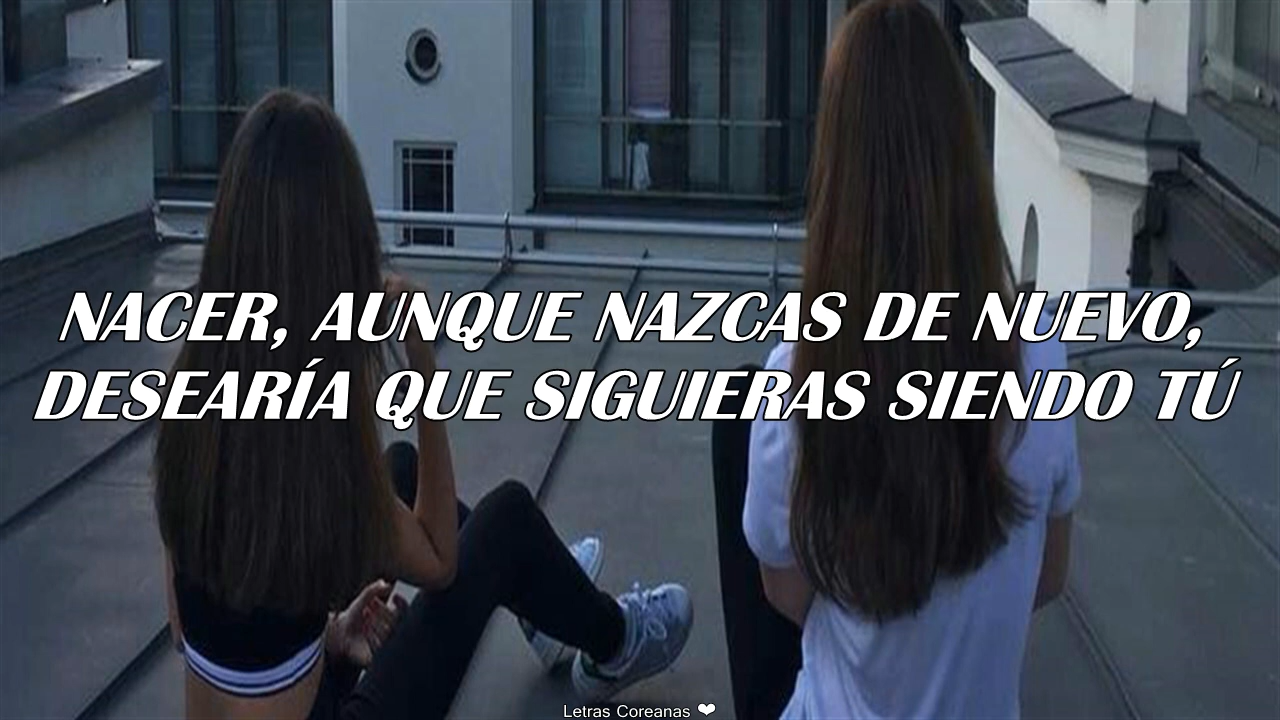 NACER, AUNQUE NAZCAS DE NUEVO,
DESEARÍA QUE SIGUIERAS SIENDO TÚ
Letras Coreanas ❤